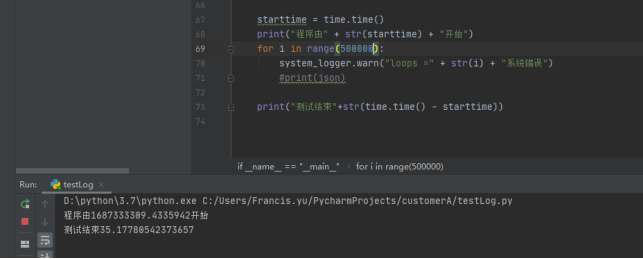 66
67 starttime = time.time()
68 print("程序由" + str(starttime) + "开始")
69 for i in range(500000):
70 system_logger.warn("loops =" + str(i) + "系统错误")
71 #print(json)
72
73 print("测试结束"+str(time.time() - starttime))
74
if __name__ == "__main__" › for i in range(500000)
Run: testLog ×
D:\python\3.7\python.exe C:/Users/Francis.yu/PycharmProjects/customerA/testLog.py
程序由1687333309.4335942开始
测试结束35.17780542373657